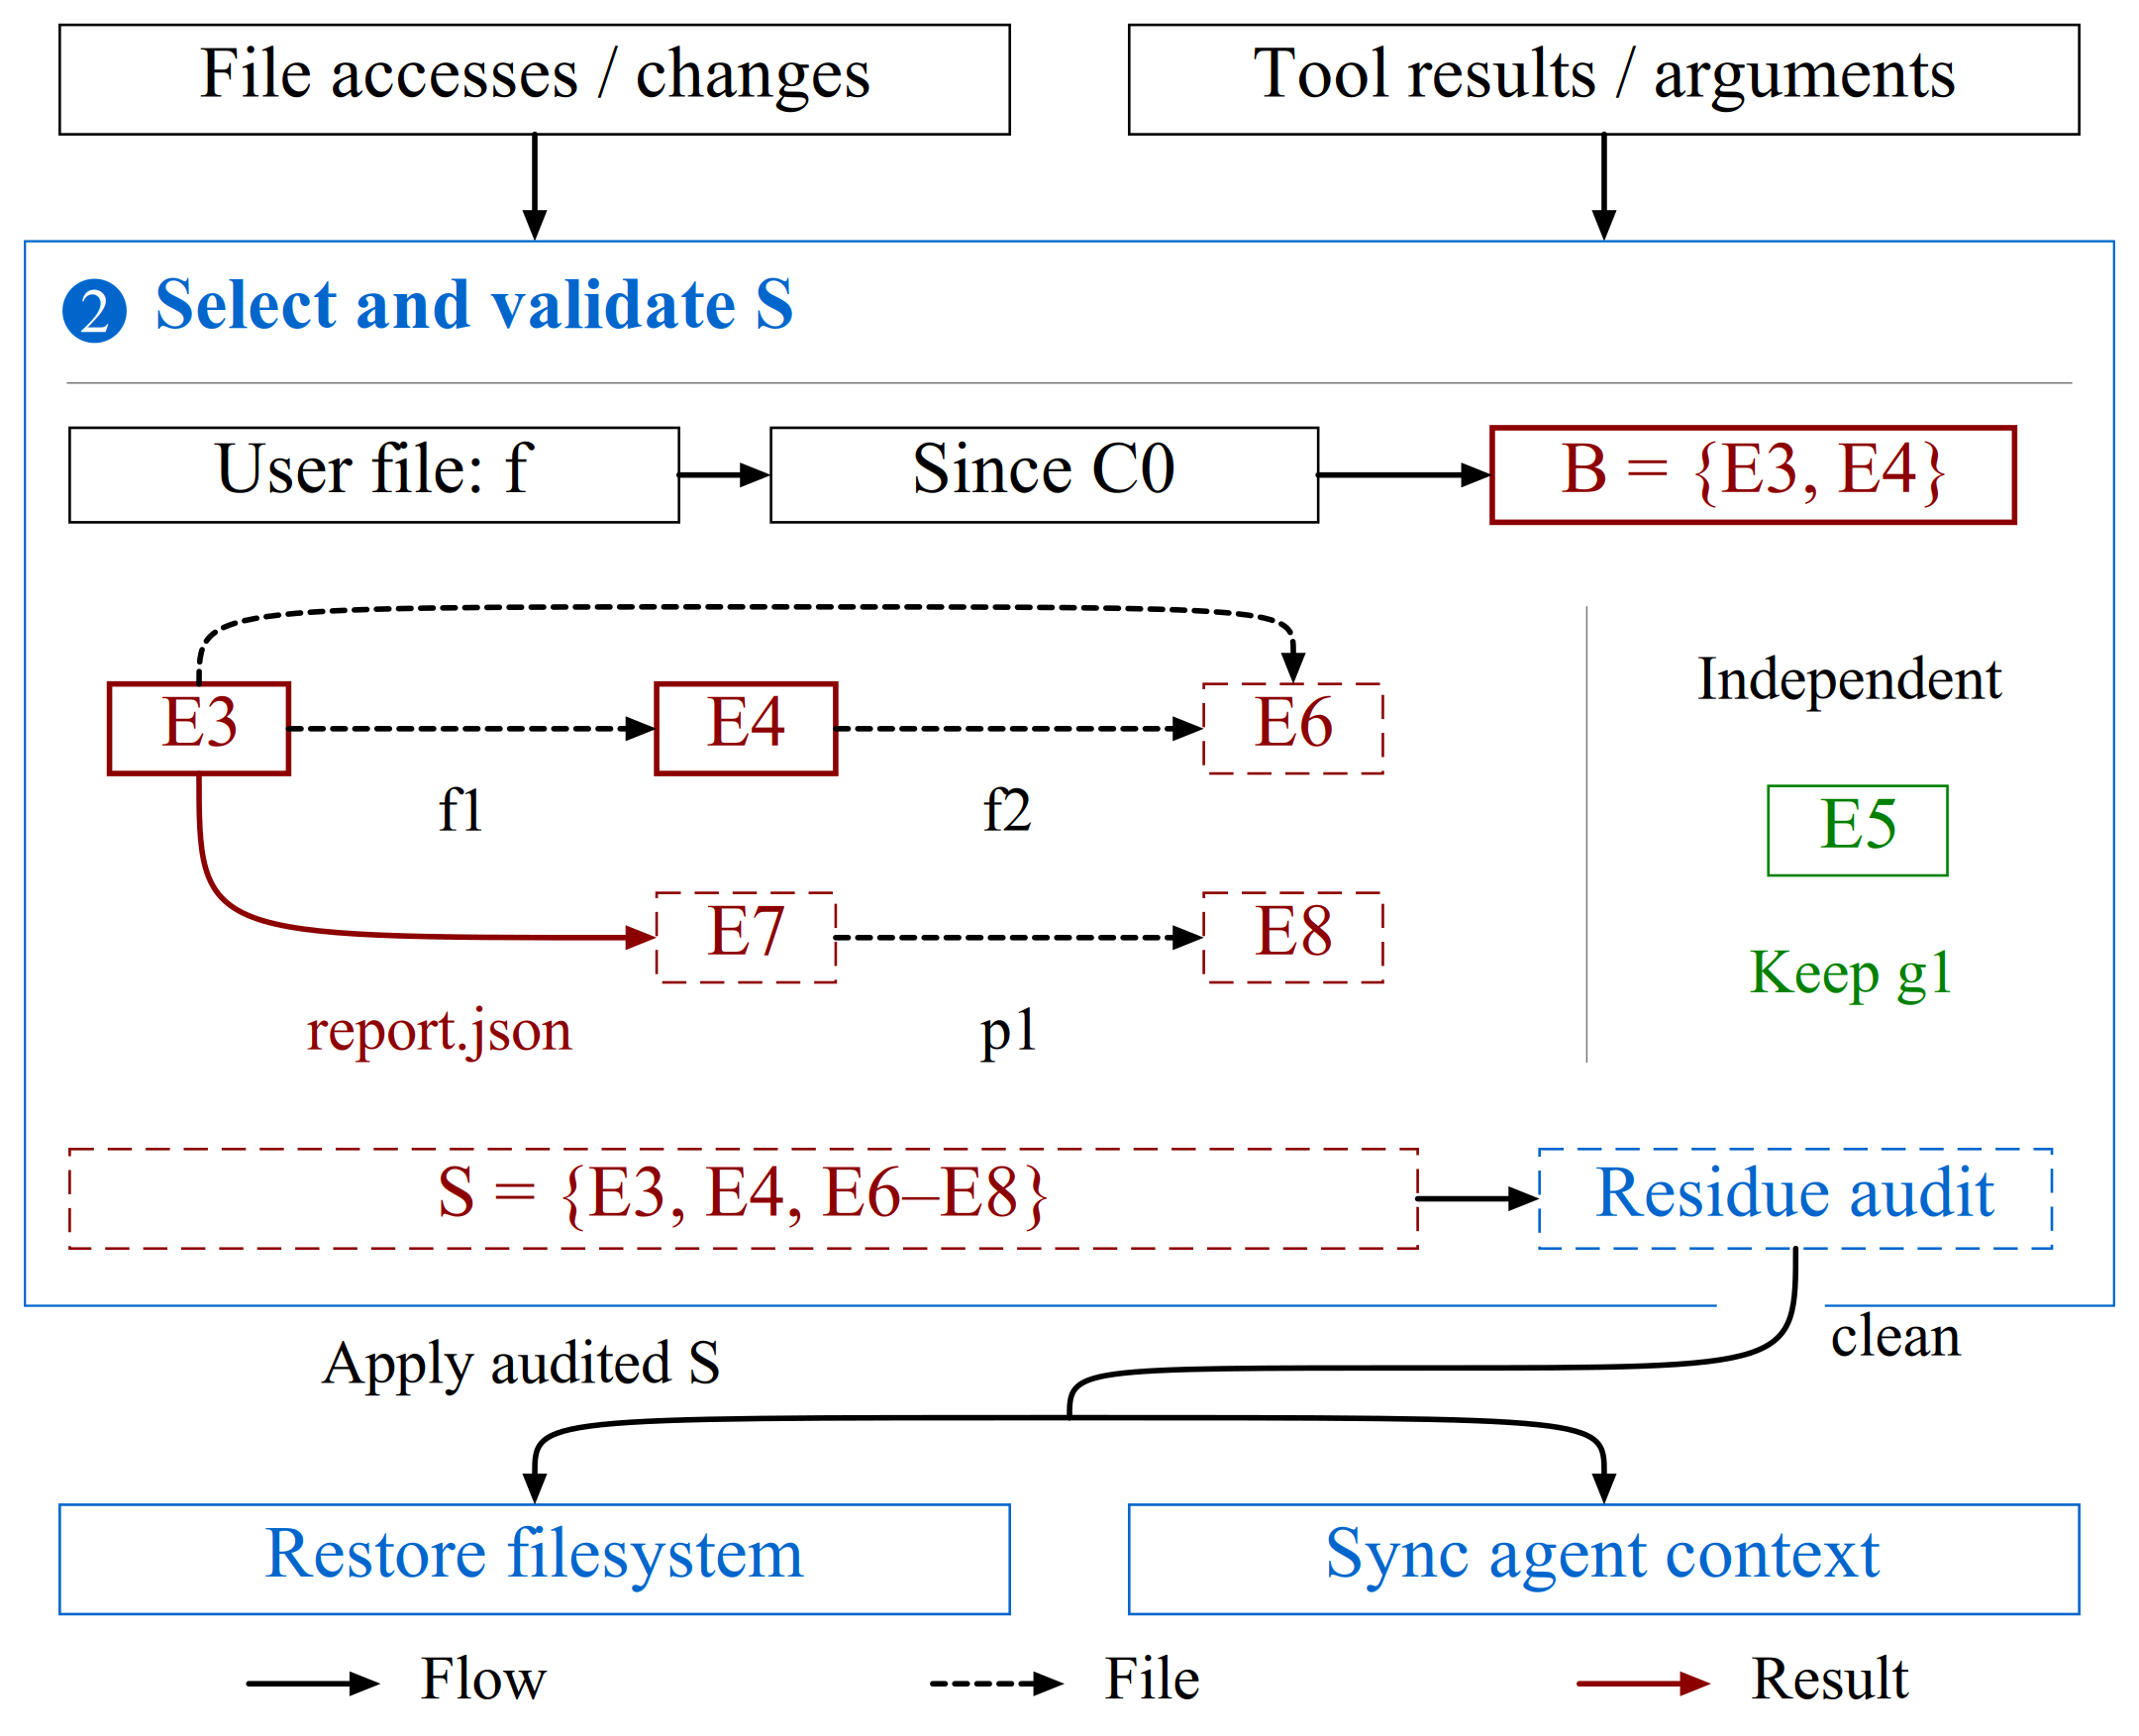 File accesses / changes
Tool results / arguments
❷ Select and validate S
User file: f
Since C0
B = {E3, E4}
E3
E4
E6
f1
f2
E7
E8
report.json
p1
Independent
E5
Keep g1
S = {E3, E4, E6–E8}
Residue audit
clean
Apply audited S
Restore filesystem
Sync agent context
Flow
File
Result